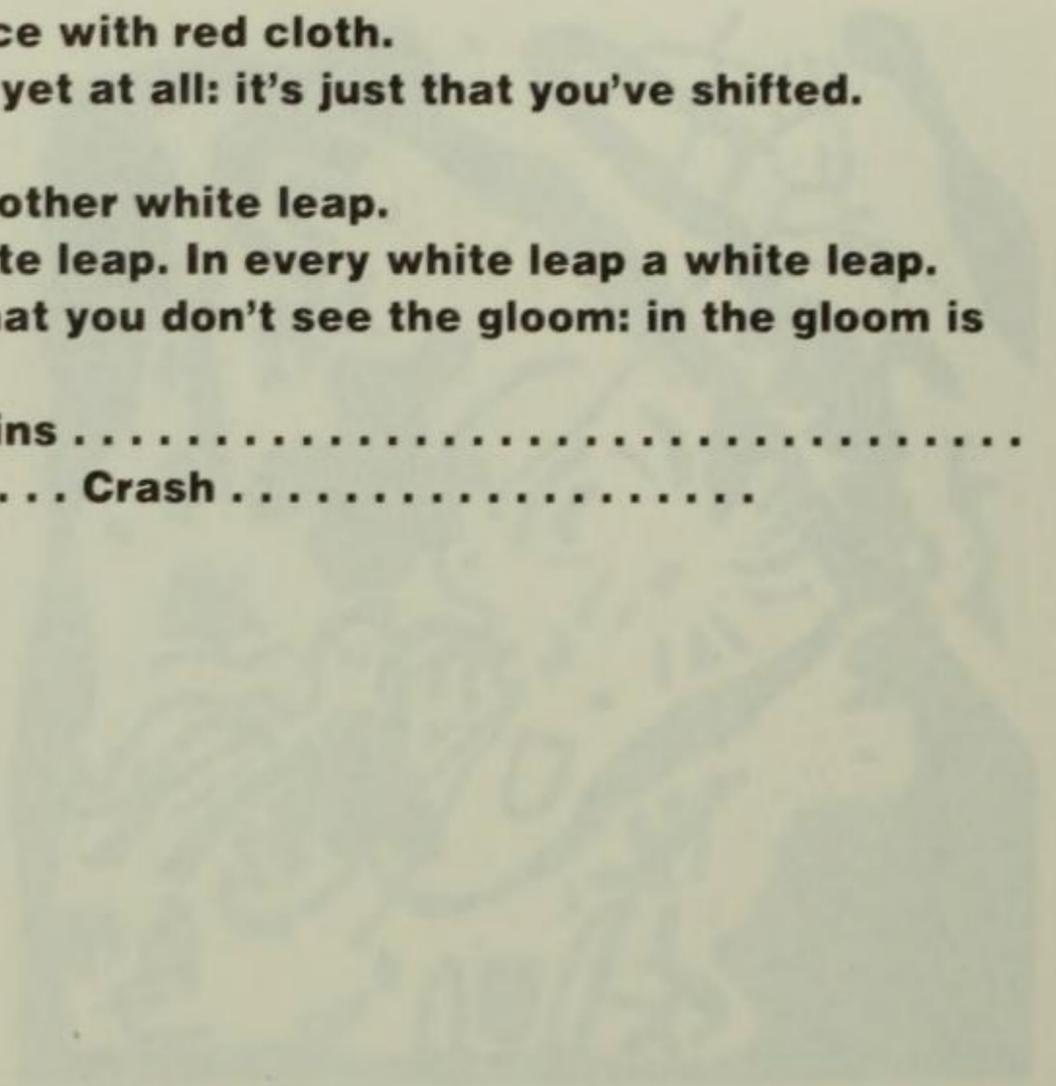 ce with red cloth.
yet at all: it's just that you've shifted.
other white leap.
te leap. In every white leap a white leap.
at you don't see the gloom: in the gloom is
ins . . . . . . . . . . . . . . . . . . . . . . . . . . . . . . . . . .
. . . Crash . . . . . . . . . . . . . . . . . . .